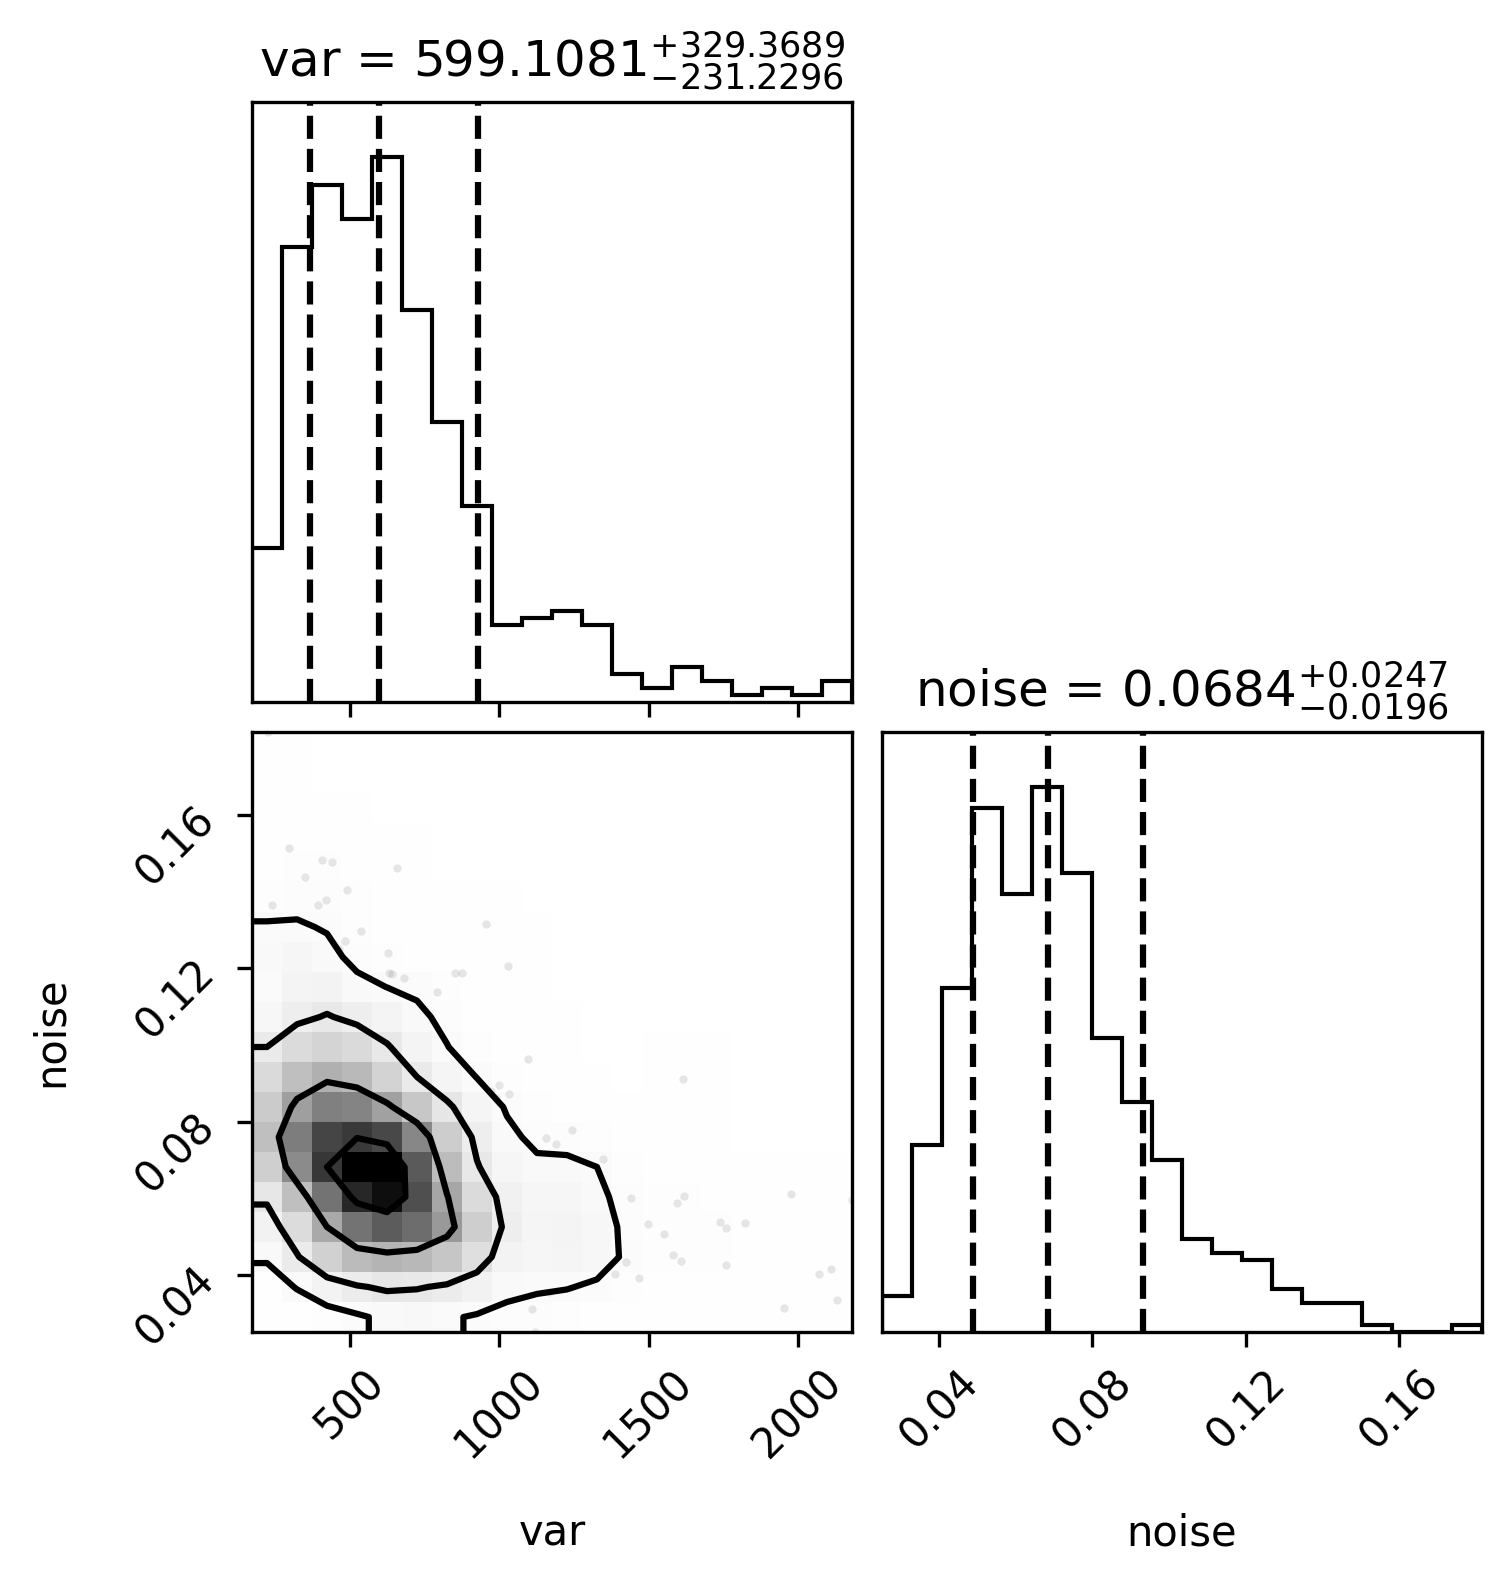 var = 599.1081+329.3689−231.2296
noise = 0.0684+0.0247−0.0196
noise
0.16
0.12
0.08
0.04
500 1000 1500 2000
0.04 0.08 0.12 0.16
var
noise